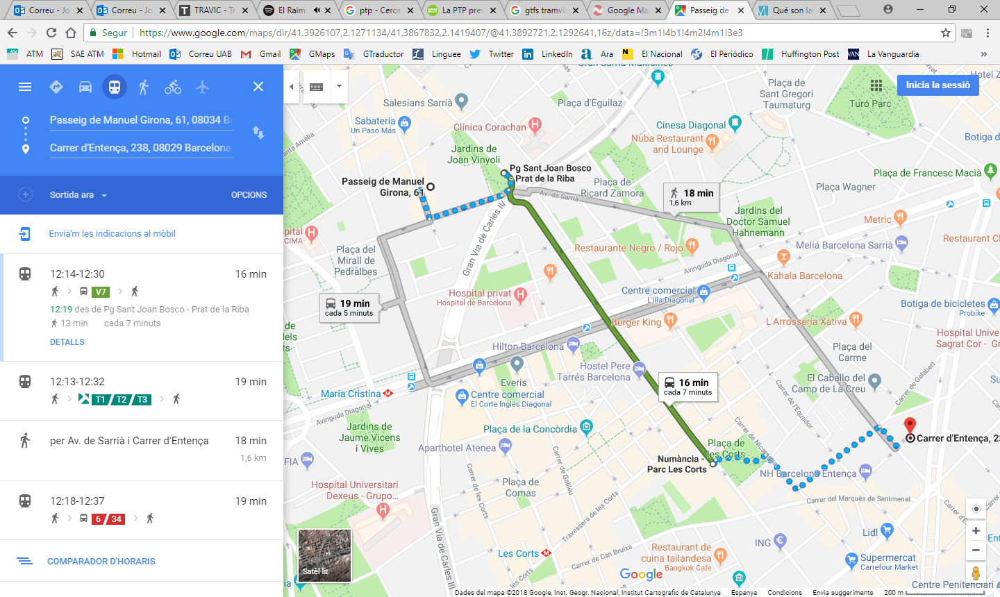 Correu - Jo
Correu - Jo
TRAVIC - T
El Raïm
ptp - Cerca
La PTP pres
gtfs tramvi
Google Ma
Passeig de
Qué son la
Segur
https://www.google.com/maps/dir/41.3926107,2.1271134/41.3867832,2.1419407/@41.3892721,2.1292641,16z/data=!3m1!4b1!4m2!4m1!3e3
ATM
SAE ATM
Hotmail
Correu UAB
Gmail
GMaps
GTraductor
Linguee
Twitter
LinkedIn
Ara
El Nacional
El Periódico
Huffington Post
La Vanguardia
Passeig de Manuel Girona, 61, 08034 B
Carrer d'Entença, 238, 08029 Barcelona
Sortida ara
OPCIONS
Envia'm les indicacions al mòbil
12:14-12:30
16 min
V7
12:19 des de Pg Sant Joan Bosco - Prat de la Riba
13 min
cada 7 minuts
DETALLS
12:13-12:32
19 min
T1 / T2 / T3
per Av. de Sarrià i Carrer d'Entença
18 min
1,6 km
12:18-12:37
19 min
6 / 34
COMPARADOR D'HORARIS
Inicia la sessió
Hotel Z
Plaça de
Sant Gregori
Taumaturg
Turó Parc
Plaça d'Eguilaz
Salesians Sarrià
Sabateria
Un Paso Más
Clínica Corachan
Cinesa Diagonal
Nuba Restaurant
and Lounge
Botiga d
Jardins de
Joan Vinyoli
Pg Sant Joan Bosco
- Prat de la Riba
Passeig de Manuel
Girona, 61
Plaça de
Ricard Zamora
Plaça de Francesc Macià
Plaça Wagner
Av. de Sarrià
18 min
1,6 km
Jardins del
Doctor Samuel
Hahnemann
Metric
Gran Via de Carles III
pital
CIMA
Plaça del
Mirall de
Pedralbes
Restaurante Negro / Rojo
Meliá Barcelona Sarrià
Restaurant C
Avinguda Diagonal
Kahala Barcelona
Centre comercial
L'illa Diagonal
Hospital privat
Hospital de Barcelona
19 min
cada 5 minuts
Botiga de bicicletes
Probike
Burger King
L'Arrosseria Xàtiva
Hospital Unive
Sagrat Cor - Gr
Hilton Barcelona
Plaça del
Carme
Hostel Pere
Tarrés Barcelona
Everis
El Caballo del
Camp de La Creu
Carrer de Gelabert
16 min
cada 7 minuts
Maria Cristina
Centre comercial
El Corte Inglés Diagonal
Avinguda Diagonal
Carrer de l'Equador
Jardins de
Jaume Vicens
i Vives
Plaça de la Concòrdia
Aparthotel Atenea
Plaça de
les Corts
Carrer de Nicaragua
Carrer d'Entença, 23
Numància -
Parc Les Corts
NH Barcelona Entença
FIA
Hospital Universitari
Dexeus - Grupo...
Plaça de
Comas
Carrer de les Corts
Carrer de Galileu
Travessera de les Corts
Carrer del Marquès de Sentmenat
Gran Via de Carles III
Lidl
ING
Les Corts
Carrer de Can Bruixa
Restaurant de
cuina tailandesa
Bangkok Cafe
Supermercat
Carrefour Market
Centre Penitenciari
Satèl·lit
Google
Dades del mapa ©2018 Google, Inst. Geogr. Nacional, Institut Cartogràfic de Catalunya
Espanya
Condicions
Envia suggeriments
200 m